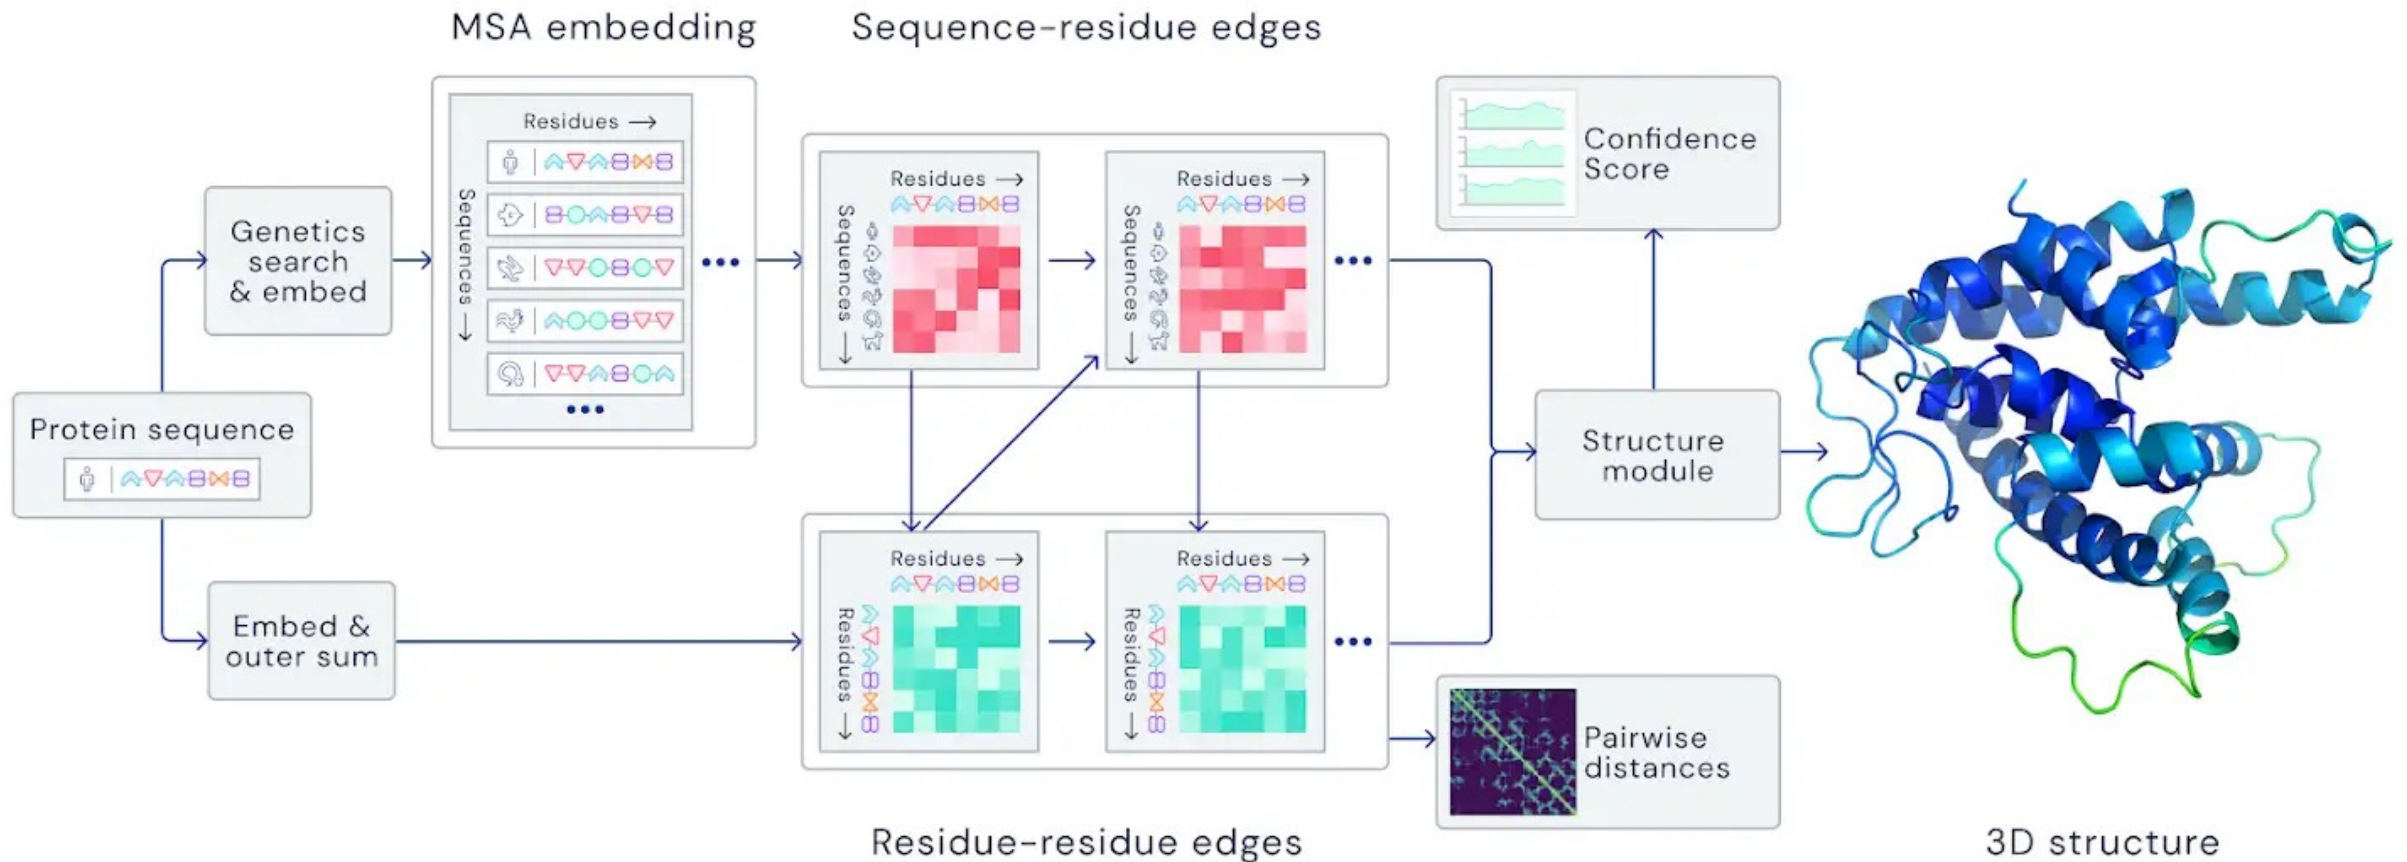 MSA embedding
Sequence-residue edges
Residues →
Sequences →
Genetics
search
& embed
Protein sequence
Embed &
outer sum
Residues →
Sequences →
Residues →
Sequences →
Residues →
Residues →
Residues →
Residues →
Confidence
Score
Structure
module
Pairwise
distances
Residue-residue edges
3D structure